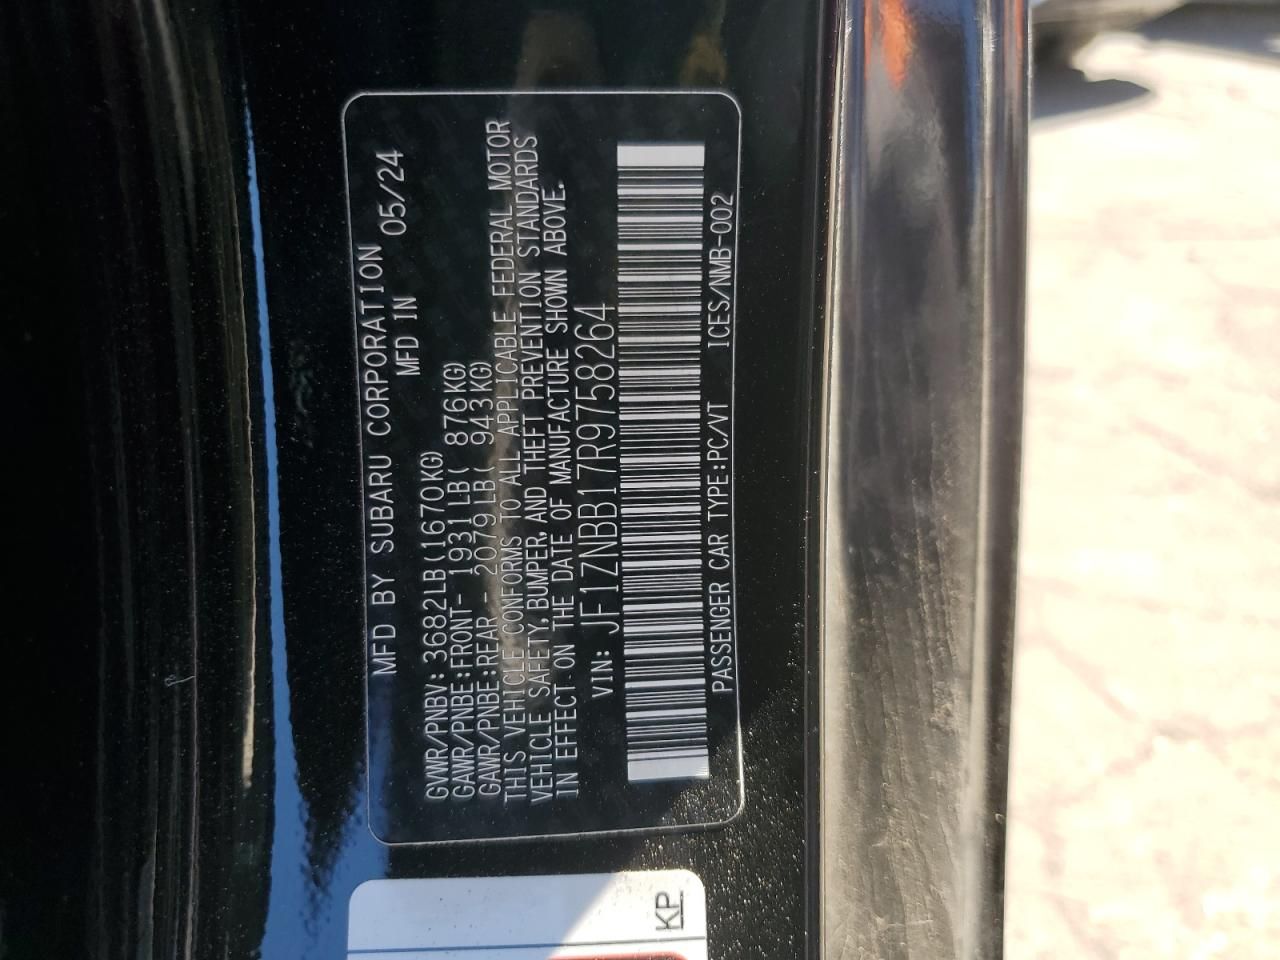 MFD BY SUBARU CORPORATION
MFD IN 05/24
GVWR/PNBV: 3682LB(1670KG)
GAWR/PNBE:FRONT- 1931LB( 876KG)
GAWR/PNBE:REAR - 2079LB( 943KG)
THIS VEHICLE CONFORMS TO ALL APPLICABLE FEDERAL MOTOR
VEHICLE SAFETY, BUMPER, AND THEFT PREVENTION STANDARDS
IN EFFECT ON THE DATE OF MANUFACTURE SHOWN ABOVE.
VIN: JF1ZNBB17R9758264
PASSENGER CAR TYPE:PC/VT ICES/NMB-002
KP